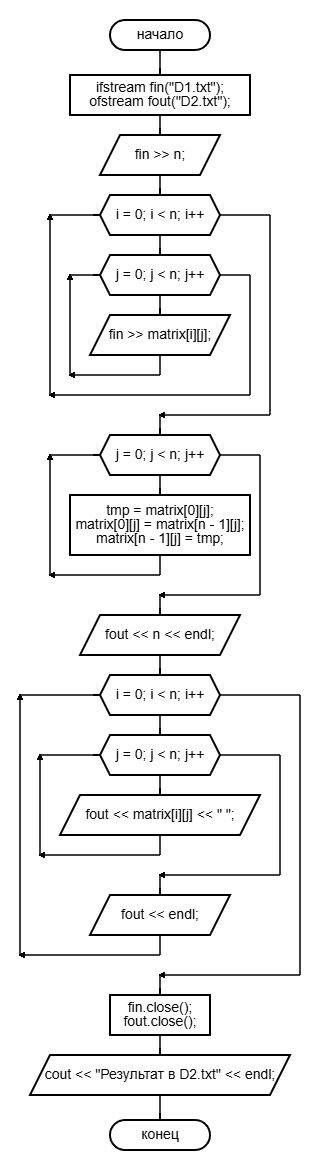 начало
ifstream fin("D1.txt");
ofstream fout("D2.txt");
fin >> n;
i = 0; i < n; i++
j = 0; j < n; j++
fin >> matrix[i][j];
j = 0; j < n; j++
tmp = matrix[0][j];
matrix[0][j] = matrix[n - 1][j];
matrix[n - 1][j] = tmp;
fout << n << endl;
i = 0; i < n; i++
j = 0; j < n; j++
fout << matrix[i][j] << " ";
fout << endl;
fin.close();
fout.close();
cout << "Результат в D2.txt" << endl;
конец